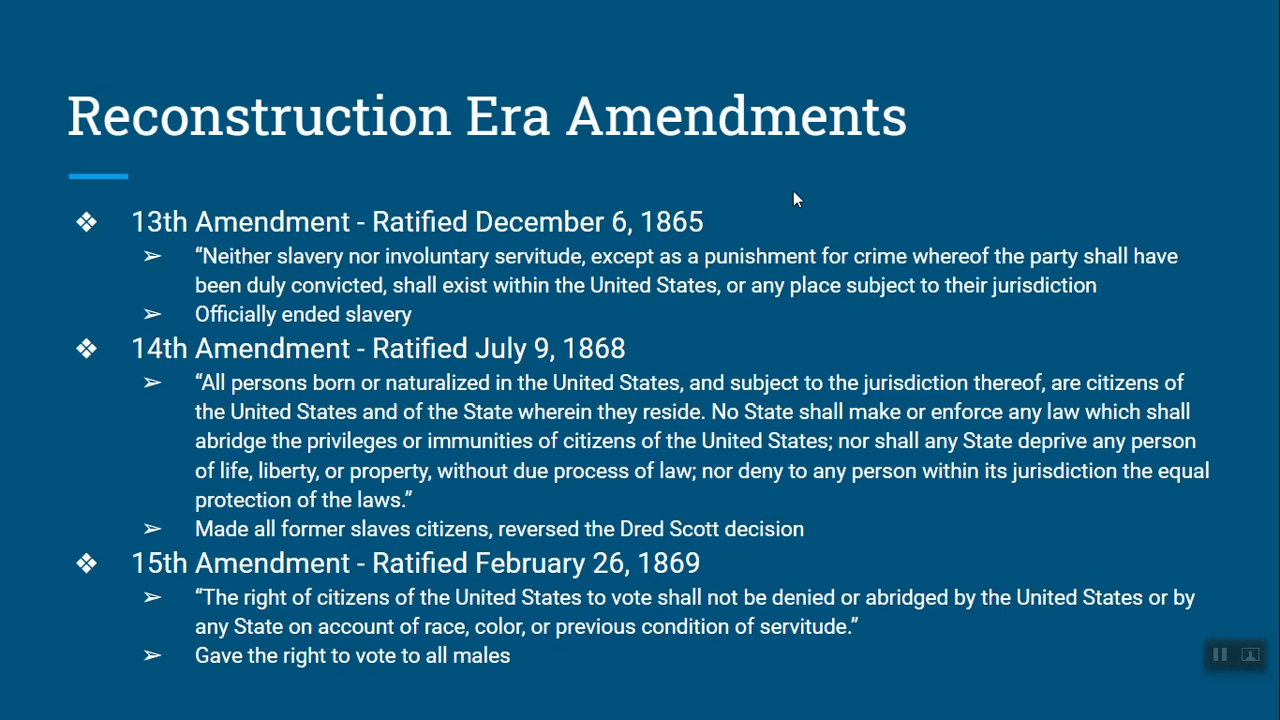 Reconstruction Era Amendments
❖ 13th Amendment - Ratified December 6, 1865
➢ “Neither slavery nor involuntary servitude, except as a punishment for crime whereof the party shall have
been duly convicted, shall exist within the United States, or any place subject to their jurisdiction
➢ Officially ended slavery
❖ 14th Amendment - Ratified July 9, 1868
➢ “All persons born or naturalized in the United States, and subject to the jurisdiction thereof, are citizens of
the United States and of the State wherein they reside. No State shall make or enforce any law which shall
abridge the privileges or immunities of citizens of the United States; nor shall any State deprive any person
of life, liberty, or property, without due process of law; nor deny to any person within its jurisdiction the equal
protection of the laws.”
➢ Made all former slaves citizens, reversed the Dred Scott decision
❖ 15th Amendment - Ratified February 26, 1869
➢ “The right of citizens of the United States to vote shall not be denied or abridged by the United States or by
any State on account of race, color, or previous condition of servitude.”
➢ Gave the right to vote to all males